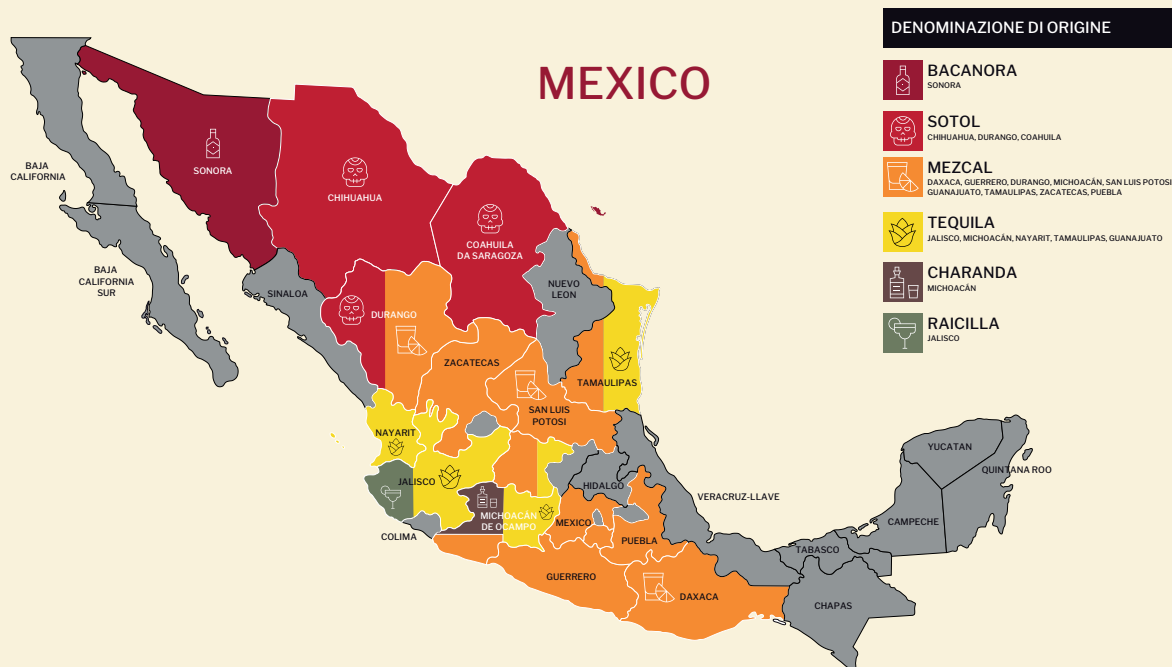 DENOMINAZIONE DI ORIGINE
MEXICO
BACANORA
SONORA
SOTOL
CHIHUAHUA, DURANGO, COAHUILA
MEZCAL
DAXACA, GUERRERO, DURANGO, MICHOACÁN, SAN LUIS POTOSI
GUANAJUATO, TAMAULIPAS, ZACATECAS, PUEBLA
TEQUILA
JALISCO, MICHOACÁN, NAYARIT, TAMAULIPAS, GUANAJUATO
CHARANDA
MICHOACÁN
RAICILLA
JALISCO
BAJA
CALIFORNIA
SONORA
CHIHUAHUA
COAHUILA
DA SARAGOZA
BAJA
CALIFORNIA
SUR
SINALOA
NUEVO
LEON
DURANGO
ZACATECAS
TAMAULIPAS
SAN LUIS
POTOSI
NAYARIT
YUCATAN
QUINTANA ROO
JALISCO
HIDALGO
VERACRUZ-LLAVE
MICHOACÁN
DE OCAMPO
MEXICO
CAMPECHE
COLIMA
PUEBLA
TABASCO
GUERRERO
DAXACA
CHAPAS